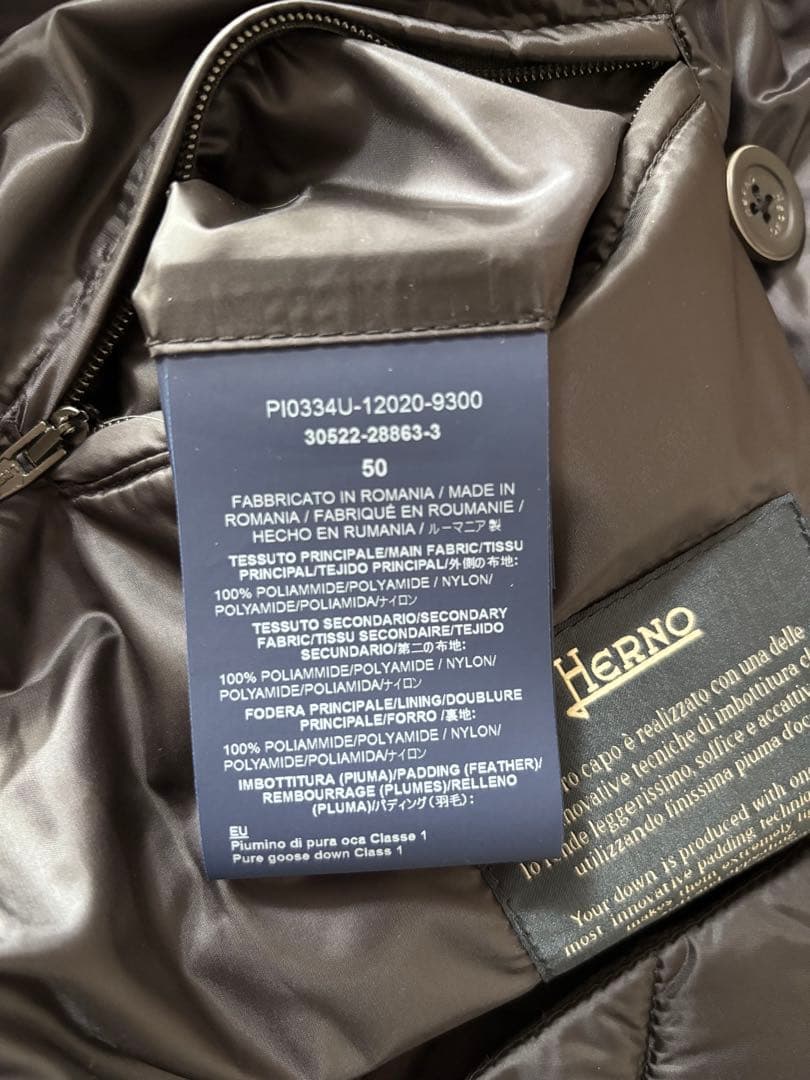 PI0334U-12020-9300
30522-28863-3
50
FABBRICATO IN ROMANIA / MADE IN
ROMANIA / FABRIQUÉ EN ROUMANIE /
HECHO EN RUMANIA / ルーマニア製
TESSUTO PRINCIPALE/MAIN FABRIC/TISSU
PRINCIPAL/TEJIDO PRINCIPAL/外側の布地:
100% POLIAMMIDE/POLYAMIDE / NYLON/
POLYAMIDE/POLIAMIDA/ナイロン
TESSUTO SECONDARIO/SECONDARY
FABRIC/TISSU SECONDAIRE/TEJIDO
SECUNDARIO/第二の布地:
100% POLIAMMIDE/POLYAMIDE / NYLON/
POLYAMIDE/POLIAMIDA/ナイロン
FODERA PRINCIPALE/LINING/DOUBLURE
PRINCIPALE/FORRO /裏地:
100% POLIAMMIDE/POLYAMIDE / NYLON/
POLYAMIDE/POLIAMIDA/ナイロン
IMBOTTITURA (PIUMA)/PADDING (FEATHER)/
REMBOURRAGE (PLUMES)/RELLENO
(PLUMA)/パディング(羽毛):
EU
Piumino di pura oca Classe 1
Pure goose down Class 1
HERNO
capo è realizzato con una delle
tecniche di imbottitura
leggerissimo, soffice e
utilizzando finissima piuma
Your down is produced with
most innovative padding
makes them extremely